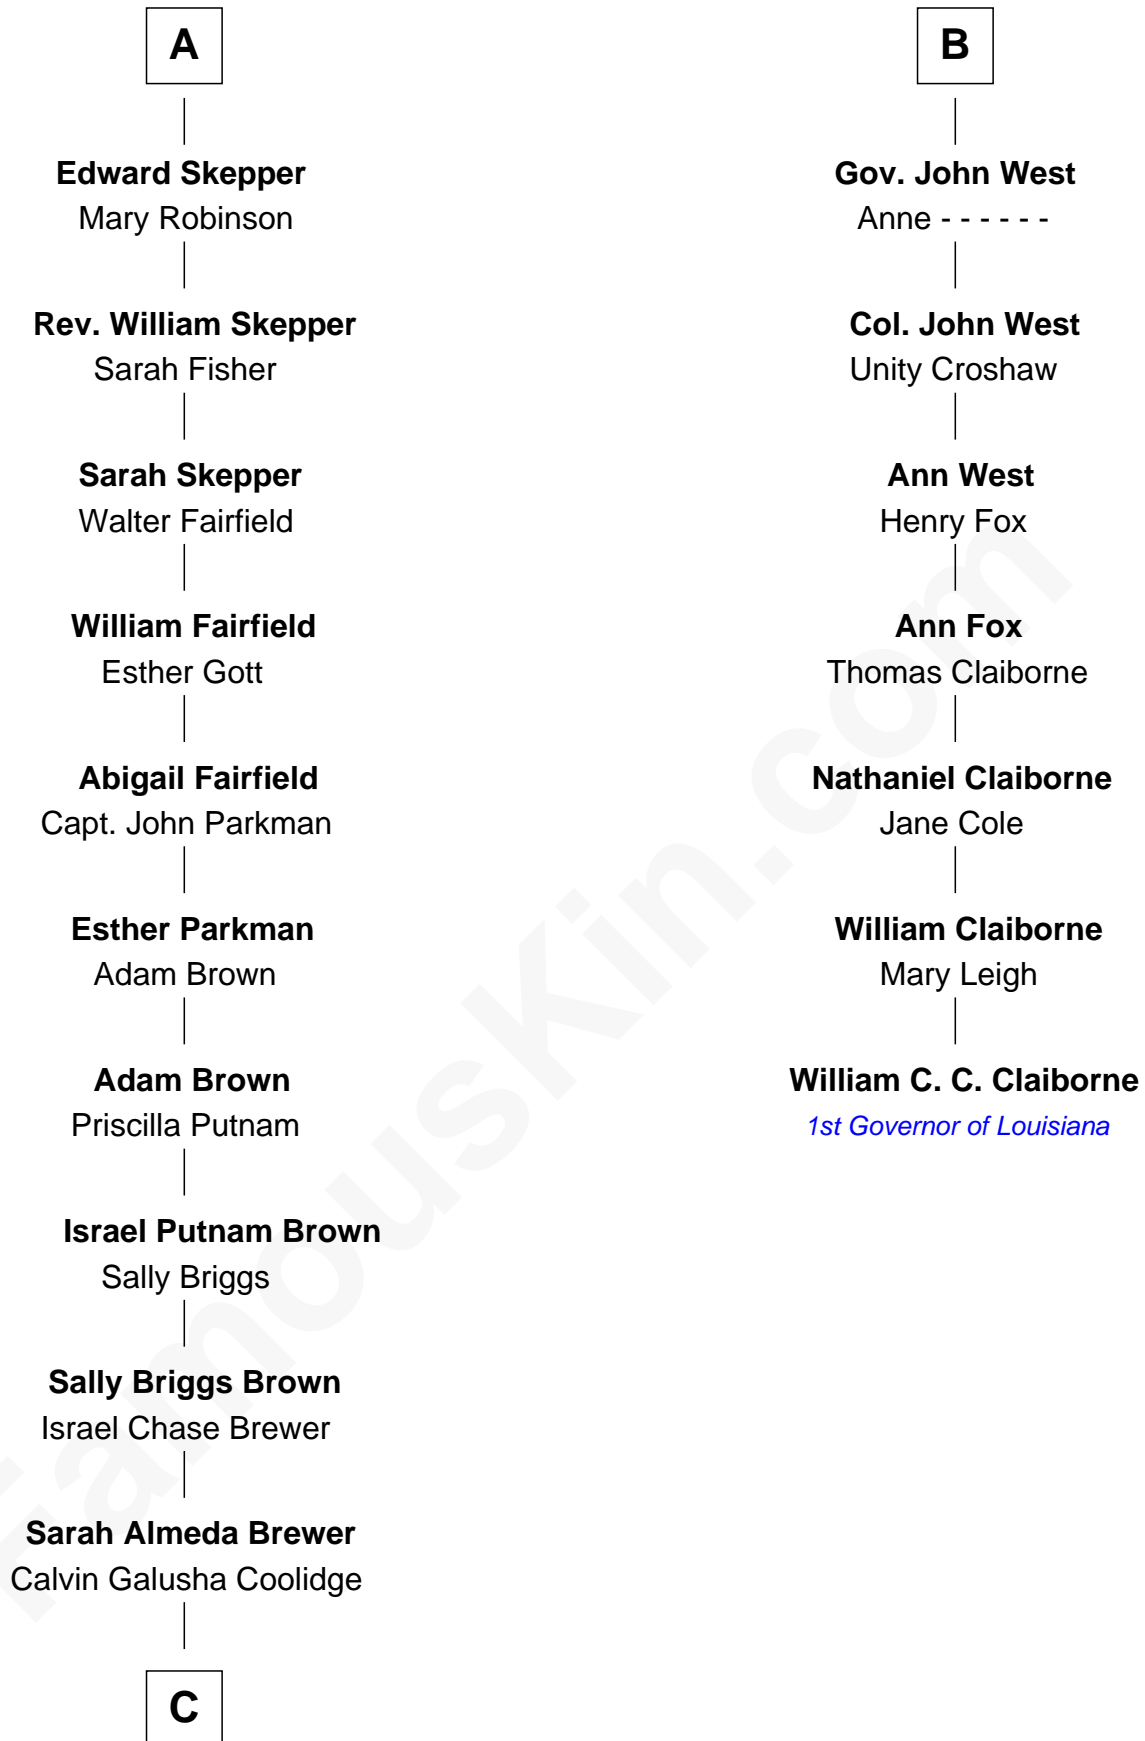 A
Edward Skepper
Mary Robinson
Rev. William Skepper
Sarah Fisher
Sarah Skepper
Walter Fairfield
William Fairfield
Esther Gott
Abigail Fairfield
Capt. John Parkman
Esther Parkman
Adam Brown
Adam Brown
Priscilla Putnam
Israel Putnam Brown
Sally Briggs
Sally Briggs Brown
Israel Chase Brewer
Sarah Almeda Brewer
Calvin Galusha Coolidge
C
B
Gov. John West
Anne - - - - - -
Col. John West
Unity Croshaw
Ann West
Henry Fox
Ann Fox
Thomas Claiborne
Nathaniel Claiborne
Jane Cole
William Claiborne
Mary Leigh
William C. C. Claiborne
1st Governor of Louisiana
FamousKin.com